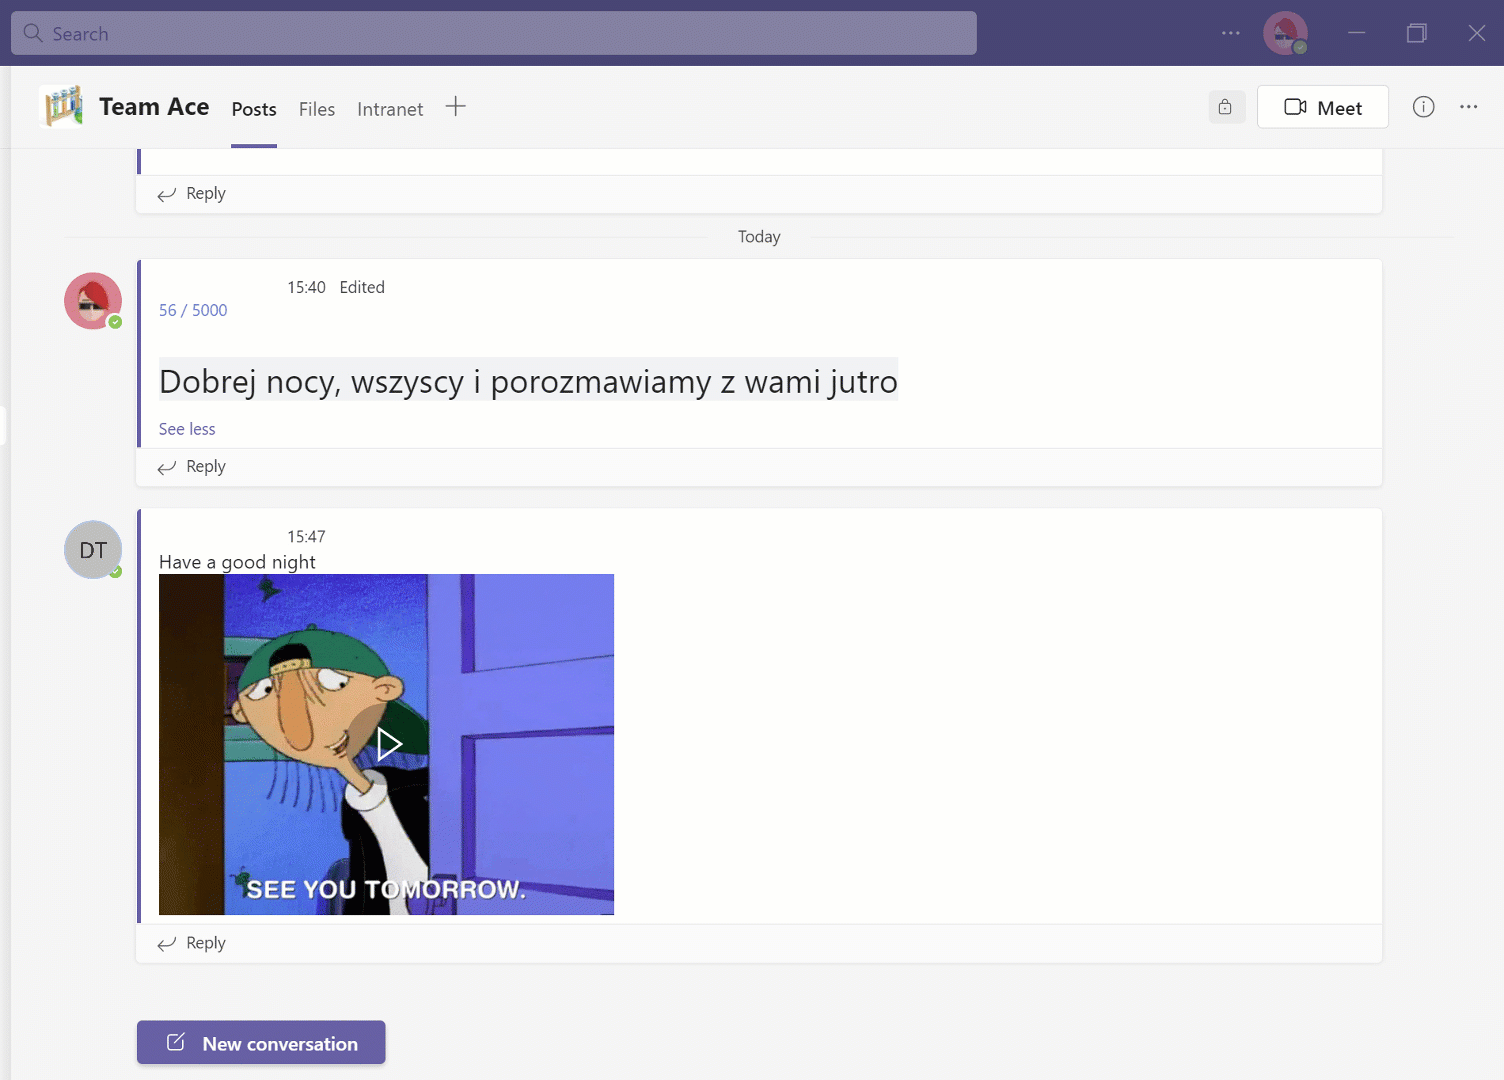 Search
Team Ace Posts Files Intranet
Meet
Reply
Today
15:40 Edited
56 / 5000
Dobrej nocy, wszyscy i porozmawiamy z wami jutro
See less
Reply
DT
15:47
Have a good night
SEE YOU TOMORROW.
Reply
New conversation